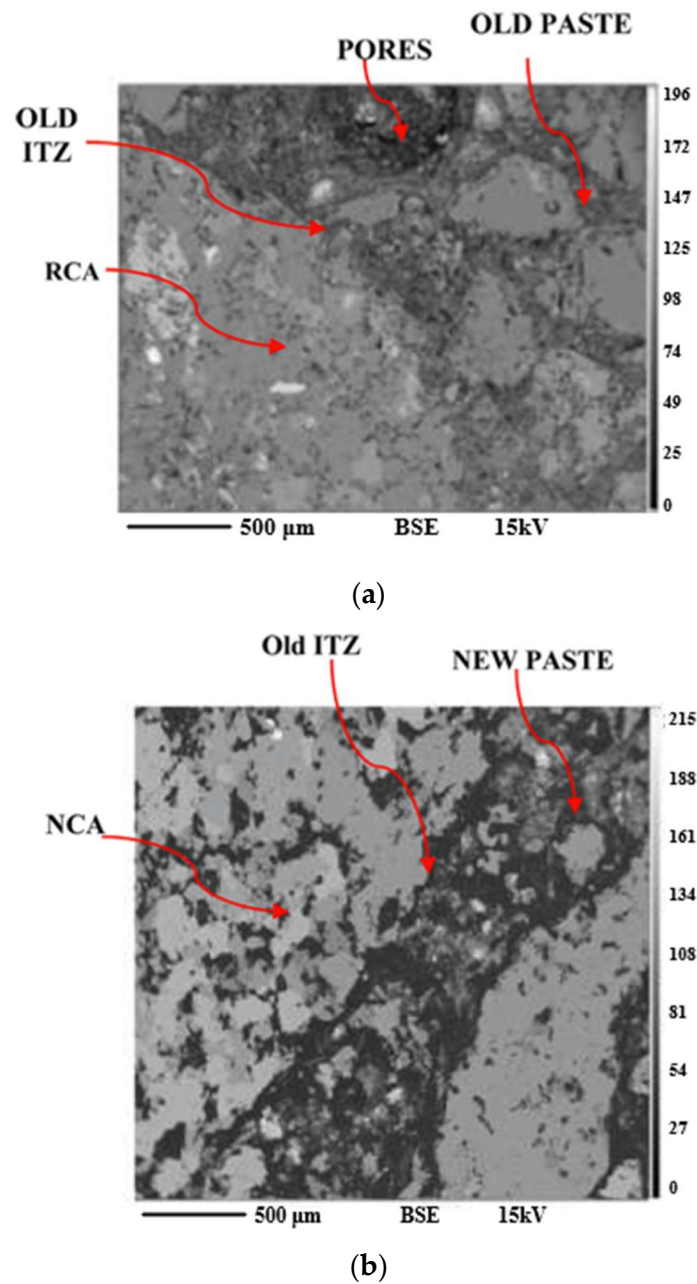 OLD PASTE
PORES
OLD
ITZ
RCA
196
172
147
125
98
74
49
25
0
500 μm BSE 15kV
(a)
Old ITZ
NEW PASTE
NCA
215
188
161
134
108
81
54
27
0
500 μm BSE 15kV
(b)